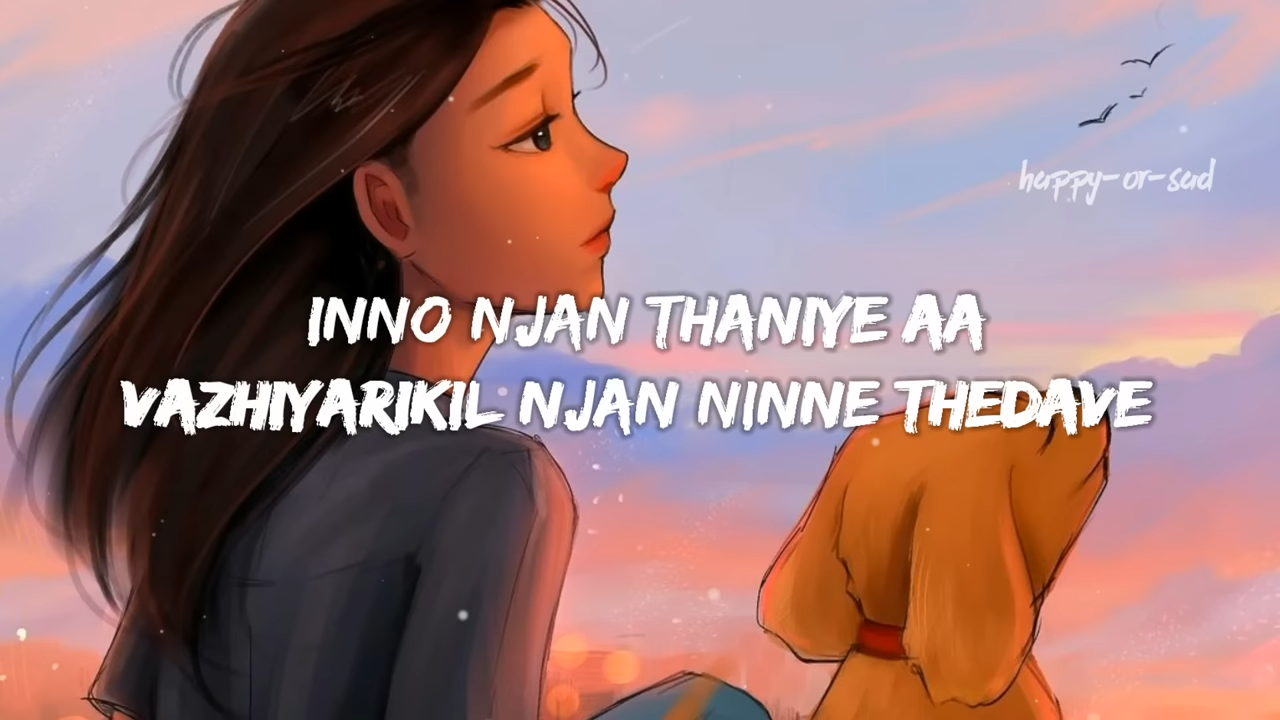 happy-or-sad
INNO NJAN THANIYE AA
VAZHIYARIKIL NJAN NINNE THEDAVE